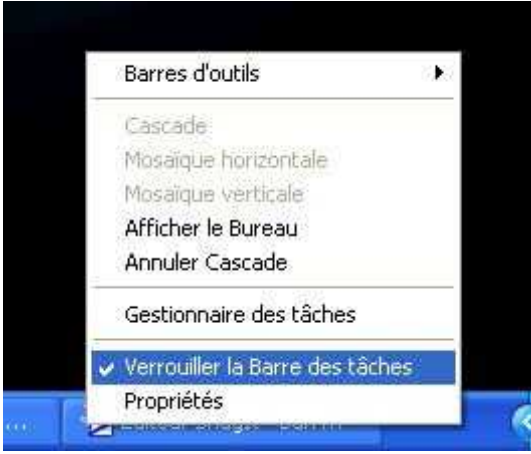 Barres d'outils
Cascade
Mosaïque horizontale
Mosaïque verticale
Afficher le Bureau
Annuler Cascade
Gestionnaire des tâches
Verrouiller la Barre des tâches
Propriétés
...